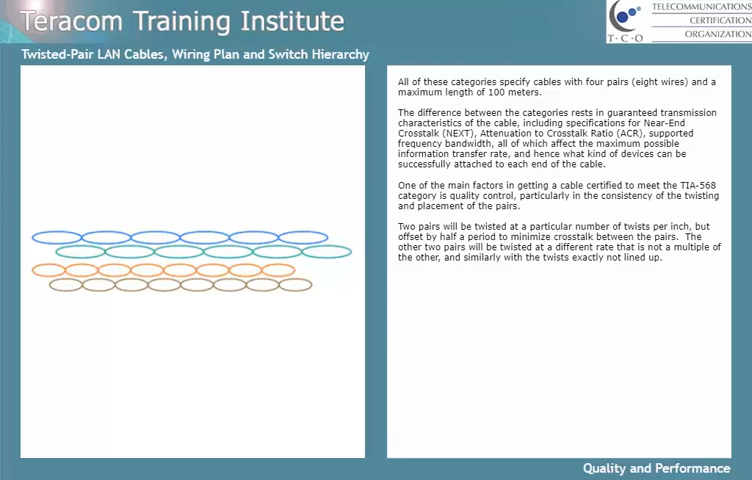 Teracom Training Institute
TELECOMMUNICATIONS
CERTIFICATION
ORGANIZATION
T·C·O
Twisted-Pair LAN Cables, Wiring Plan and Switch Hierarchy
All of these categories specify cables with four pairs (eight wires) and a
maximum length of 100 meters.
The difference between the categories rests in guaranteed transmission
characteristics of the cable, including specifications for Near-End
Crosstalk (NEXT), Attenuation to Crosstalk Ratio (ACR), supported
frequency bandwidth, all of which affect the maximum possible
information transfer rate, and hence what kind of devices can be
successfully attached to each end of the cable.
One of the main factors in getting a cable certified to meet the TIA-568
category is quality control, particularly in the consistency of the twisting
and placement of the pairs.
Two pairs will be twisted at a particular number of twists per inch, but
offset by half a period to minimize crosstalk between the pairs.  The
other two pairs will be twisted at a different rate that is not a multiple of
the other, and similarly with the twists exactly not lined up.
Quality and Performance